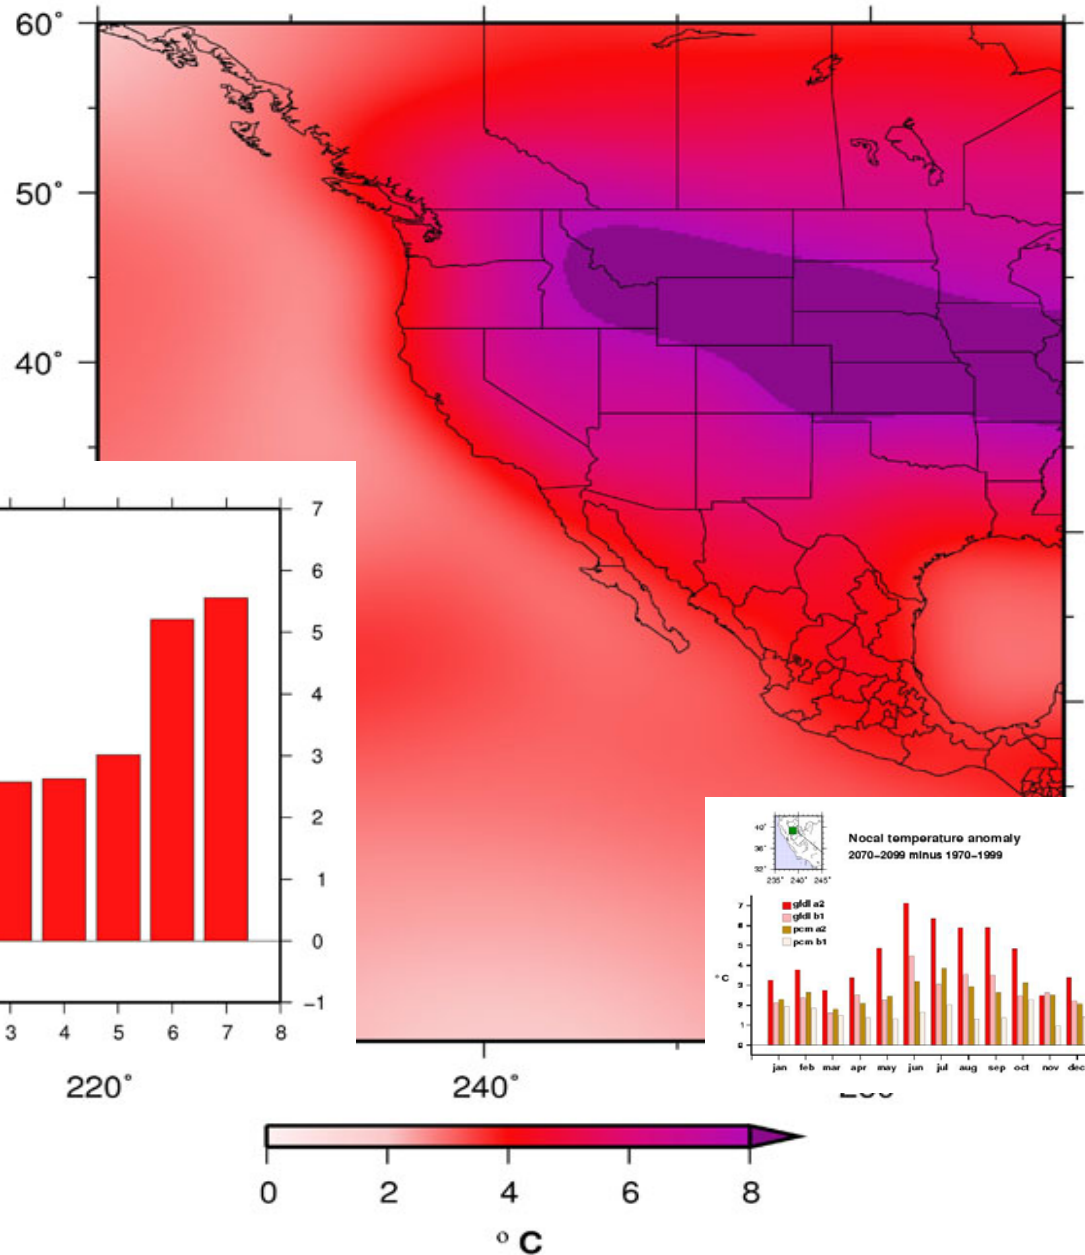 60°
50°
40°
7
6
5
4
3
2
1
0
−1
3 4 5 6 7 8
40°
36°
32°
235° 240° 245°
Nocal temperature anomaly
2070−2099 minus 1970−1999
gfdl a2
gfdl b1
pcm a2
pcm b1
7
6
5
4
3
2
1
0
° C
jan feb mar apr may jun jul aug sep oct nov dec
220° 240°
0 2 4 6 8
° C